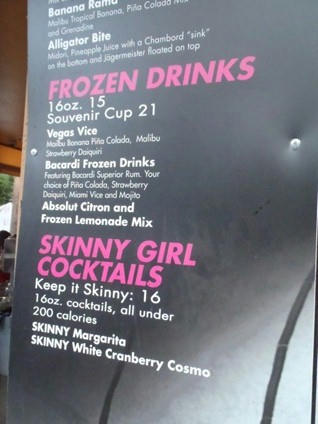 Banana Rama
Malibu Tropical Banana, Piña Colada Mix
and Grenadine
Alligator Bite
Midori, Pineapple Juice with a Chambord "sink"
on the bottom and Jägermeister floated on top
FROZEN DRINKS
16oz. 15
Souvenir Cup 21
Vegas Vice
Malibu Banana Piña Colada, Malibu
Strawberry Daiquiri
Bacardi Frozen Drinks
Featuring Bacardi Superior Rum. Your
choice of Piña Colada, Strawberry
Daiquiri, Miami Vice and Mojito
Absolut Citron and
Frozen Lemonade Mix
SKINNY GIRL
COCKTAILS
Keep it Skinny: 16
16oz. cocktails, all under
200 calories
SKINNY Margarita
SKINNY White Cranberry Cosmo